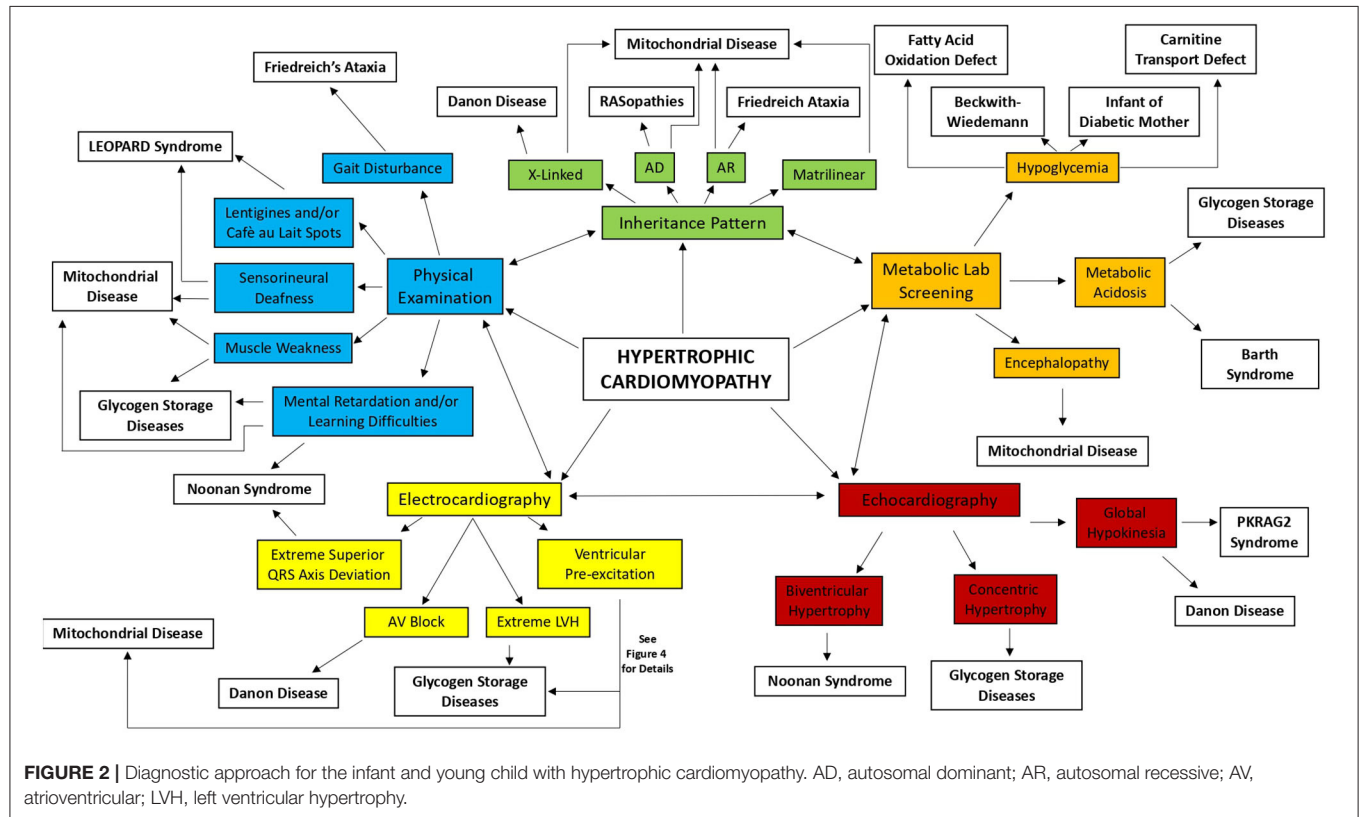 Mitochondrial Disease
Fatty Acid
Oxidation Defect
Carnitine
Transport Defect
Friedreich's Ataxia
Danon Disease
RASopathies
Friedreich Ataxia
Beckwith-
Wiedemann
Infant of
Diabetic Mother
LEOPARD Syndrome
Gait Disturbance
X-Linked
AD
AR
Matrilinear
Hypoglycemia
Lentigines and/or
Cafè au Lait Spots
Inheritance Pattern
Glycogen Storage
Diseases
Mitochondrial
Disease
Sensorineural
Deafness
Physical
Examination
Metabolic Lab
Screening
Metabolic
Acidosis
Muscle Weakness
HYPERTROPHIC
CARDIOMYOPATHY
Encephalopathy
Barth
Syndrome
Glycogen Storage
Diseases
Mental Retardation and/or
Learning Difficulties
Mitochondrial Disease
Noonan Syndrome
Electrocardiography
Echocardiography
Global
Hypokinesia
PKRAG2
Syndrome
Extreme Superior
QRS Axis Deviation
Ventricular
Pre-excitation
Biventricular
Hypertrophy
Concentric
Hypertrophy
Danon Disease
Mitochondrial Disease
AV Block
Extreme LVH
See
Figure 4
for Details
Danon Disease
Glycogen Storage
Diseases
Noonan Syndrome
Glycogen Storage
Diseases
FIGURE 2 | Diagnostic approach for the infant and young child with hypertrophic cardiomyopathy. AD, autosomal dominant; AR, autosomal recessive; AV,
atrioventricular; LVH, left ventricular hypertrophy.